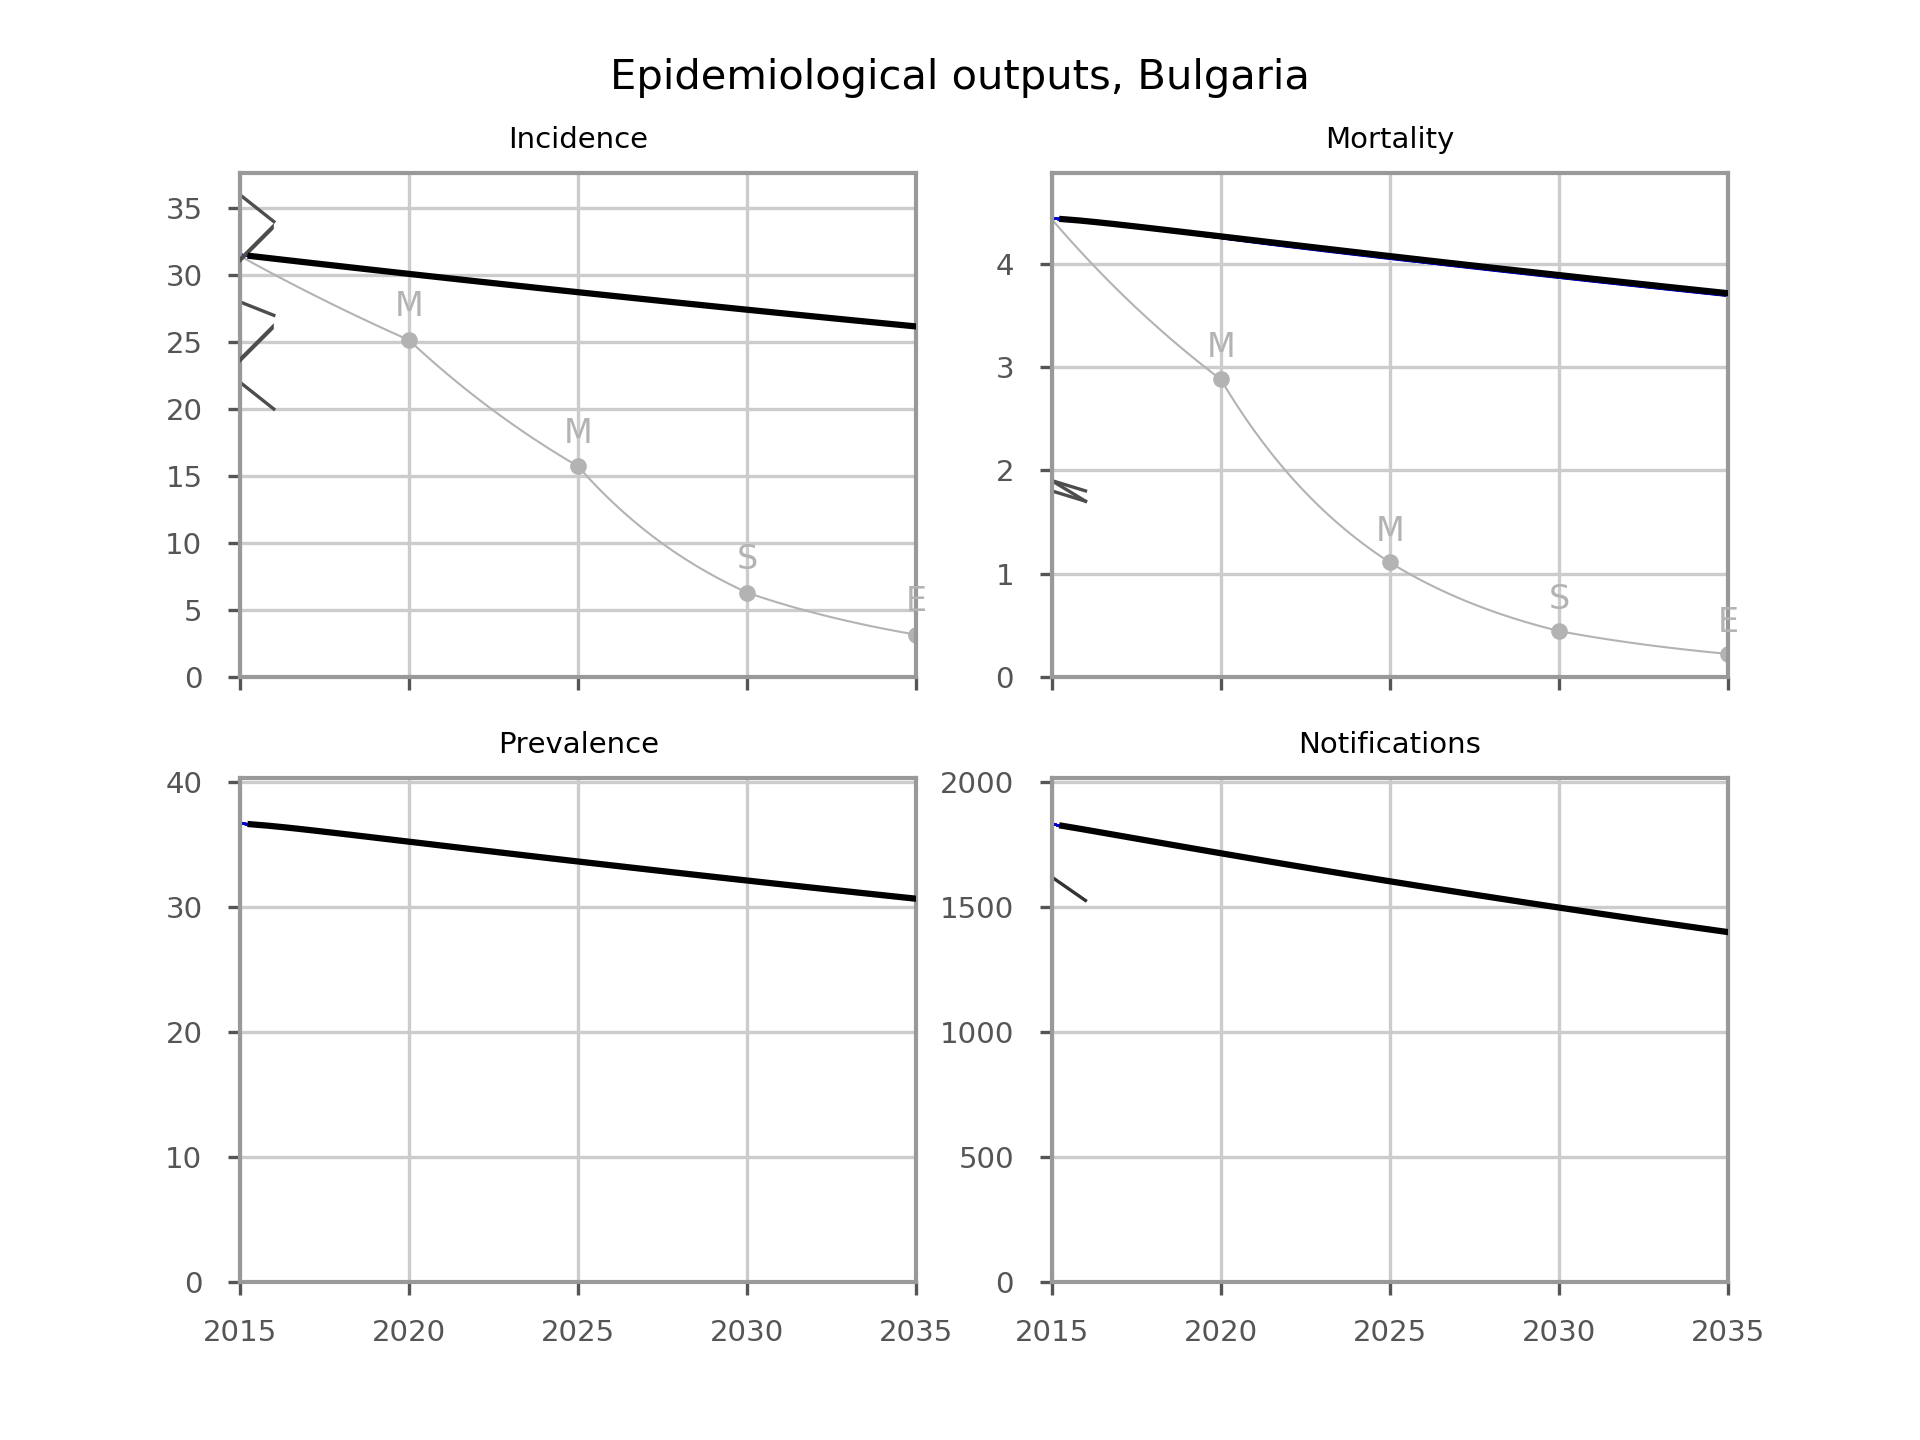 Epidemiological outputs, Bulgaria
Incidence
Mortality
35
30
25
20
15
10
5
0
M
M
S
E
4
3
2
1
0
M
M
S
E
Prevalence
Notifications
40
30
20
10
0
2015
2020
2025
2030
2035
2000
1500
1000
500
0
2015
2020
2025
2030
2035